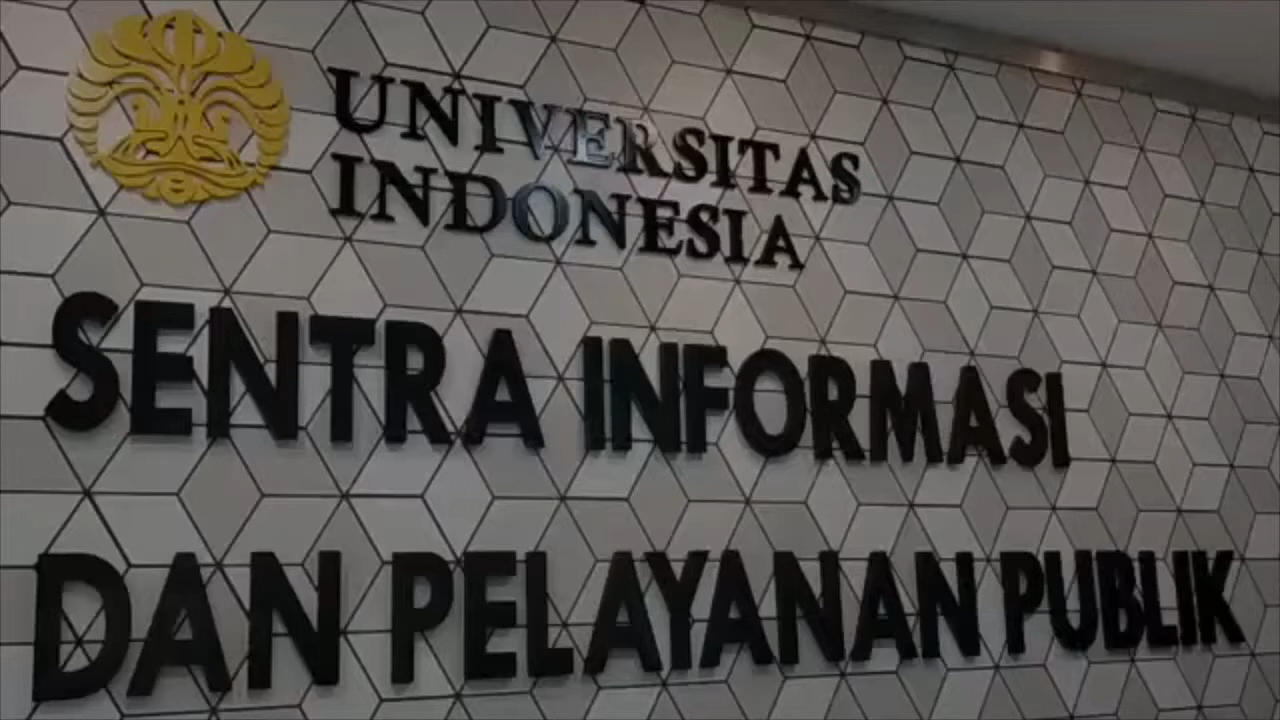 UNIVERSITAS
INDONESIA
SENTRA INFORMASI
DAN PELAYANAN PUBLIK